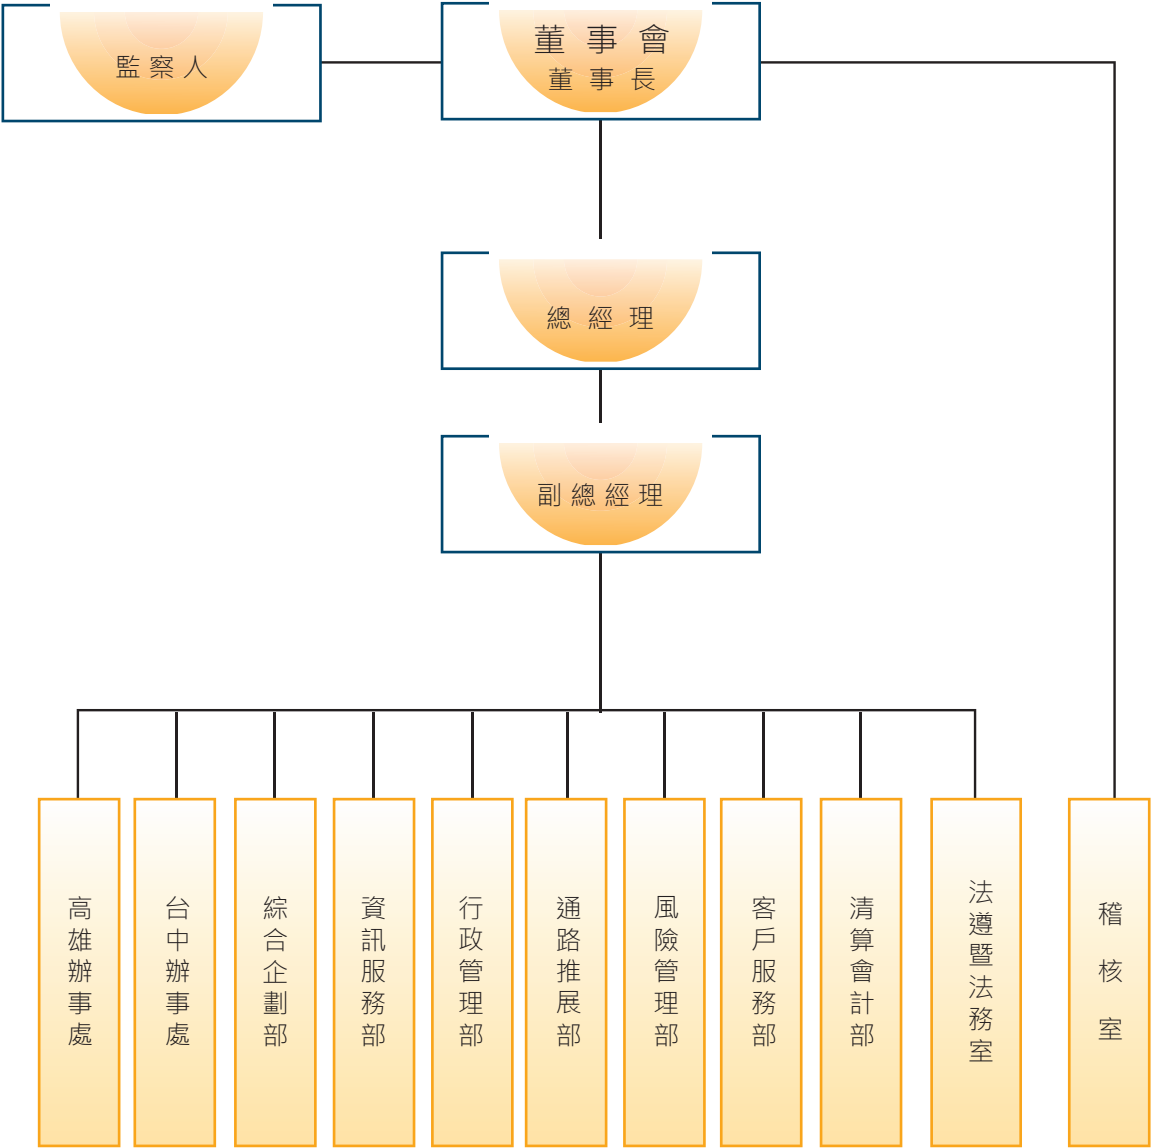 監察人
董事會
董事長
總經理
副總經理
高雄辦事處
台中辦事處
綜合企劃部
資訊服務部
行政管理部
通路推展部
風險管理部
客戶服務部
清算會計部
法遵暨法務室
稽核室